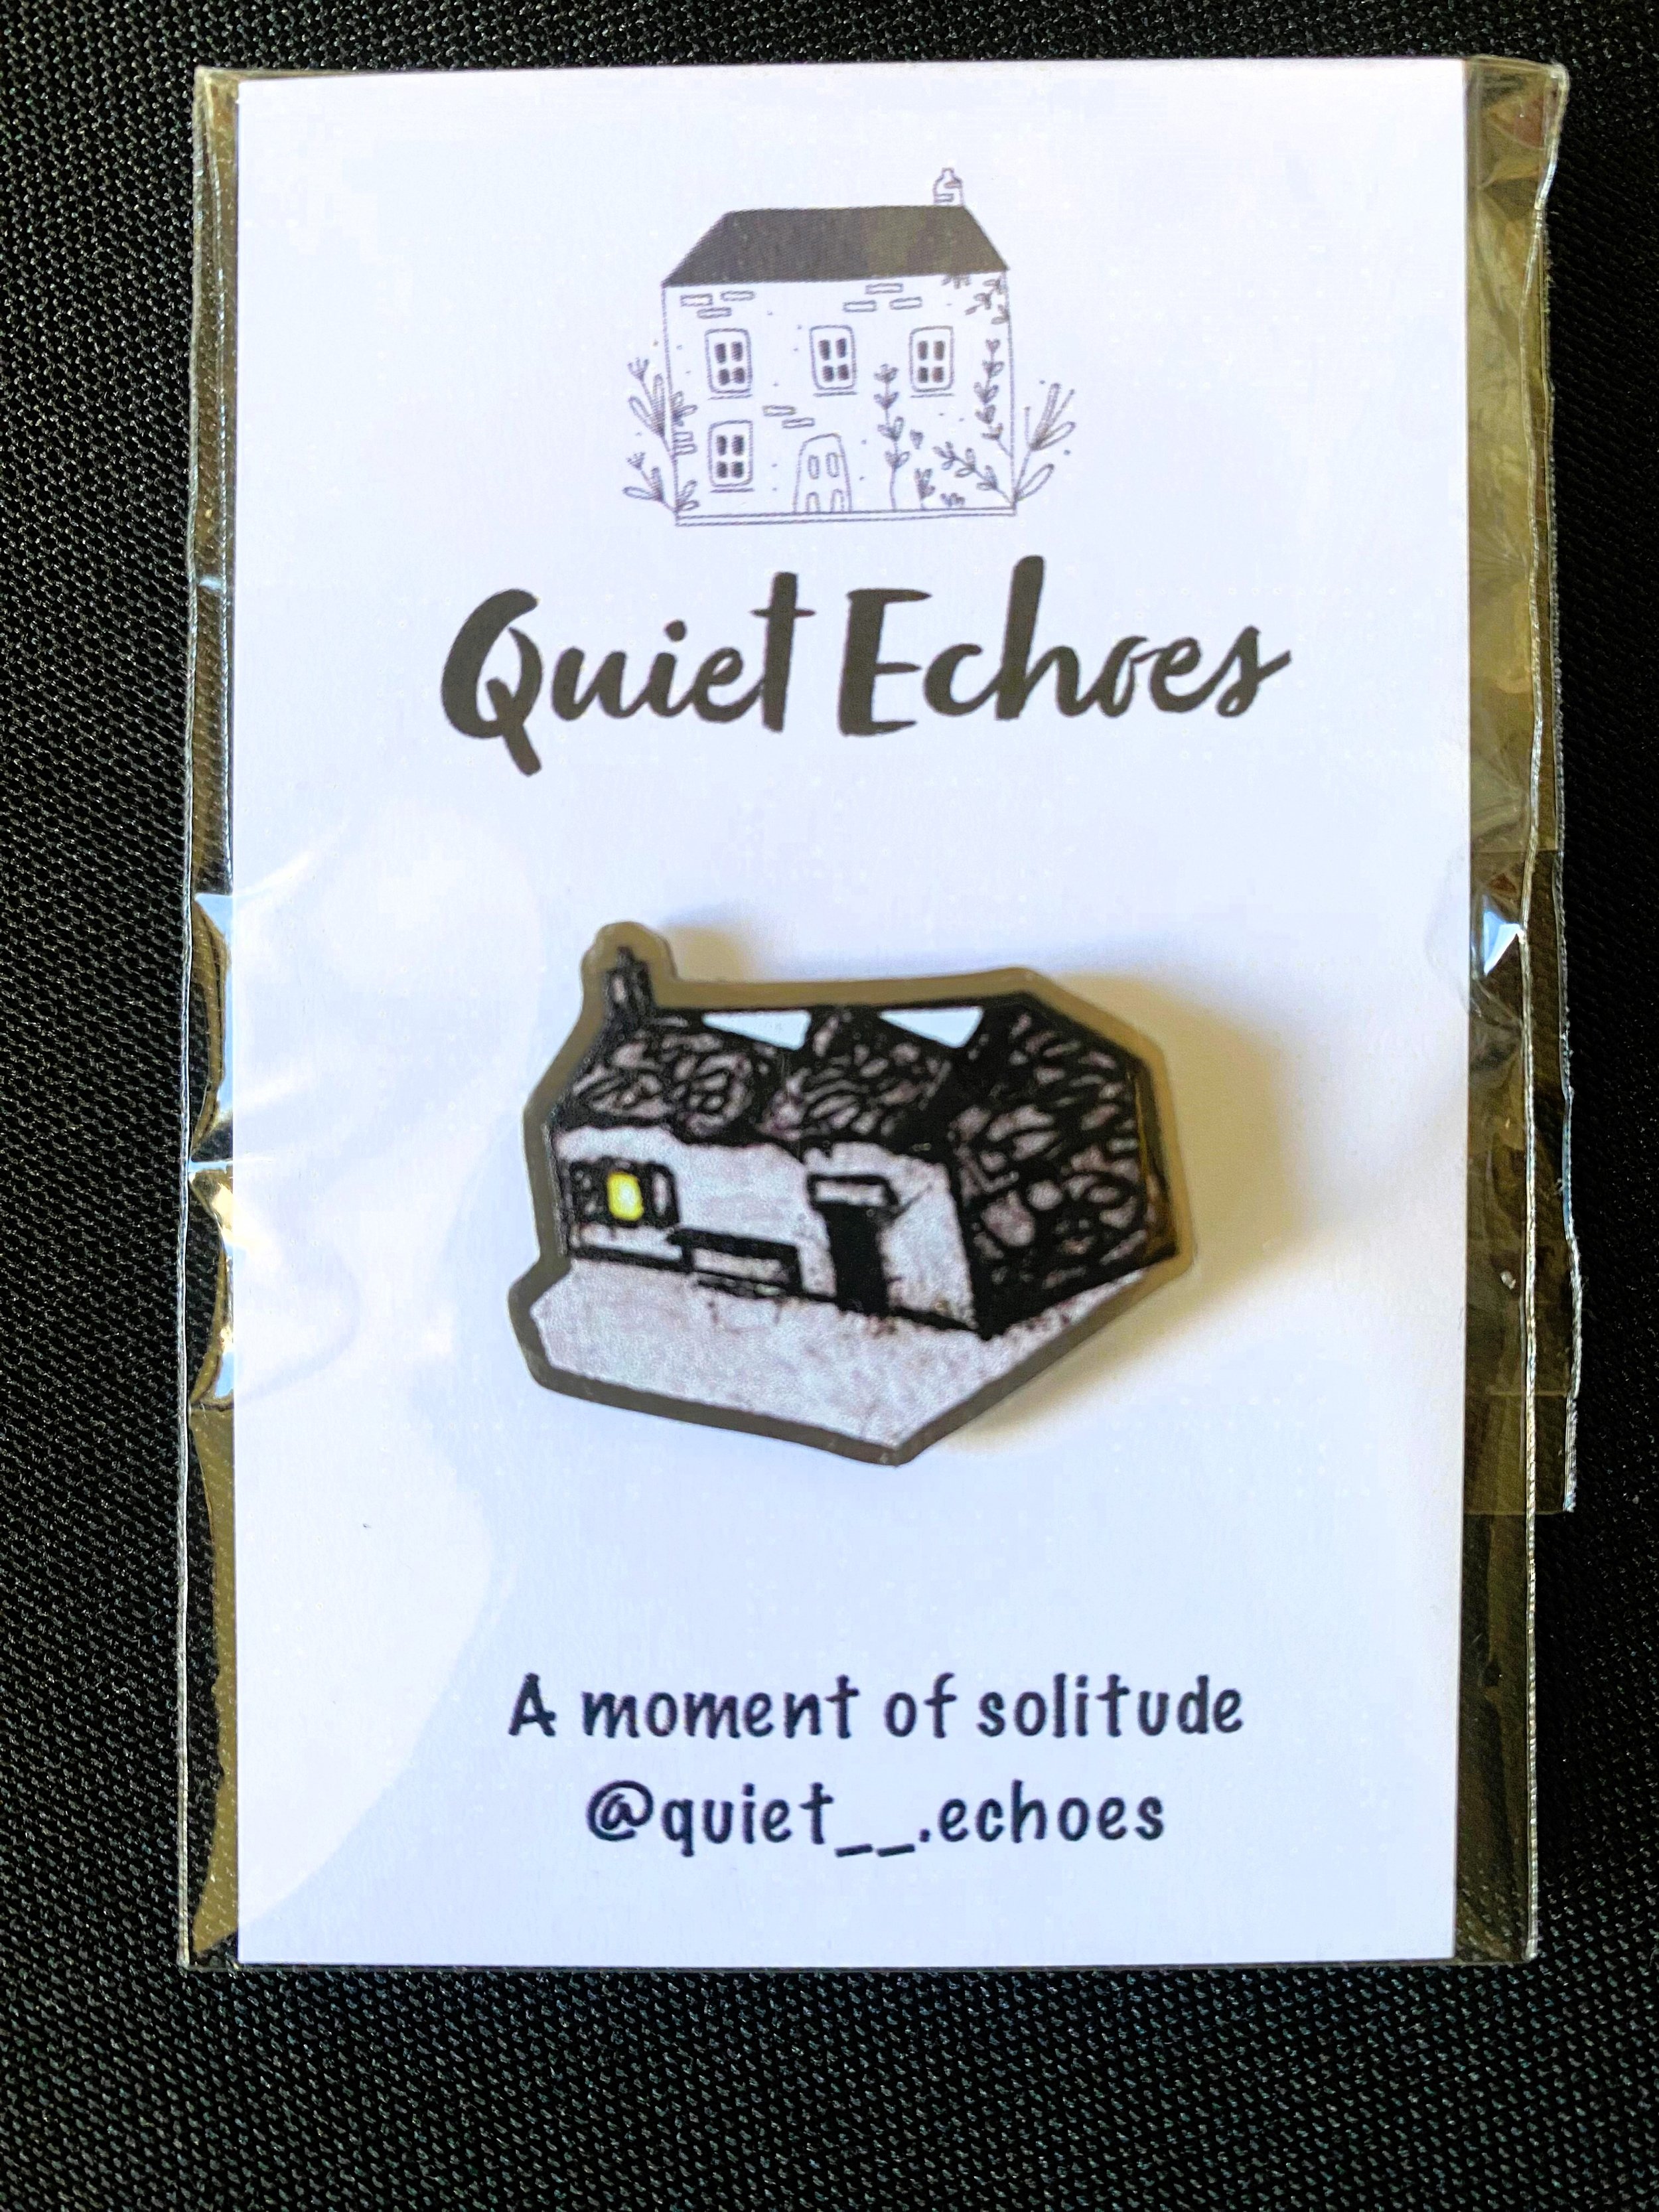 Quiet Echoes
A moment of solitude
@quiet__.echoes